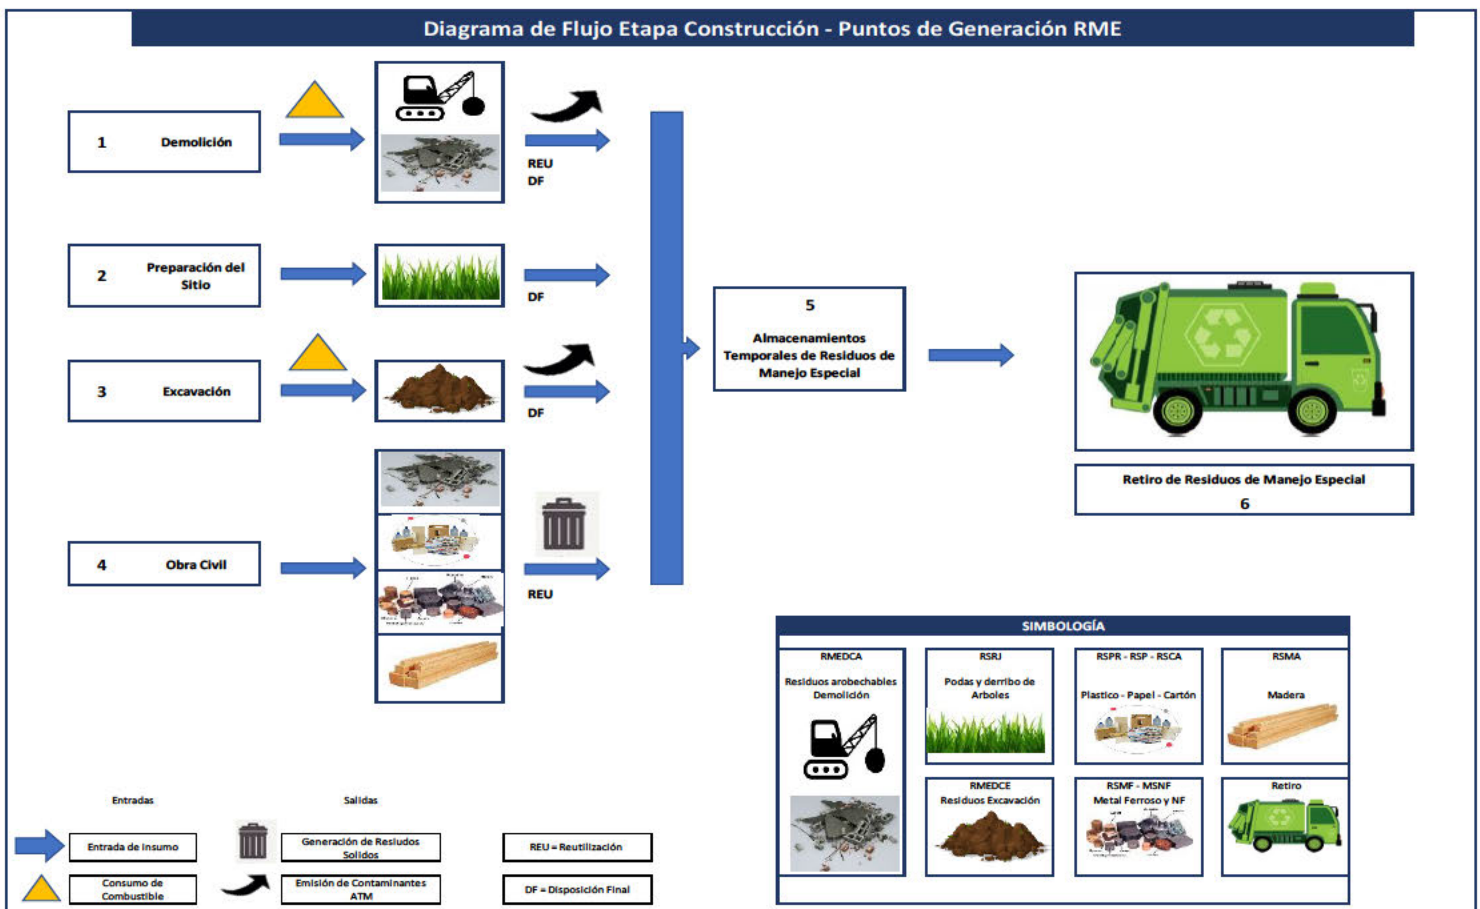 Diagrama de Flujo Etapa Construcción - Puntos de Generación RME
1 Demolición
REU
DF
2 Preparación del
Sitio
DF
3 Excavación
DF
4 Obra Civil
REU
5
Almacenamientos
Temporales de Residuos de
Manejo Especial
Retiro de Residuos de Manejo Especial
6
SIMBOLOGÍA
RMEDCA
Residuos arobechables
Demolición
RSRJ
Podas y derribo de
Arboles
RSPR - RSP - RSCA
Plastico - Papel - Cartón
RSMA
Madera
RMEDCE
Residuos Excavación
RSMF - MSNF
Metal Ferroso y NF
Retiro
Entradas
Salidas
Entrada de Insumo
Generación de Resiudos
Solidos
REU = Reutilización
Consumo de
Combustible
Emisión de Contaminantes
ATM
DF = Disposición Final